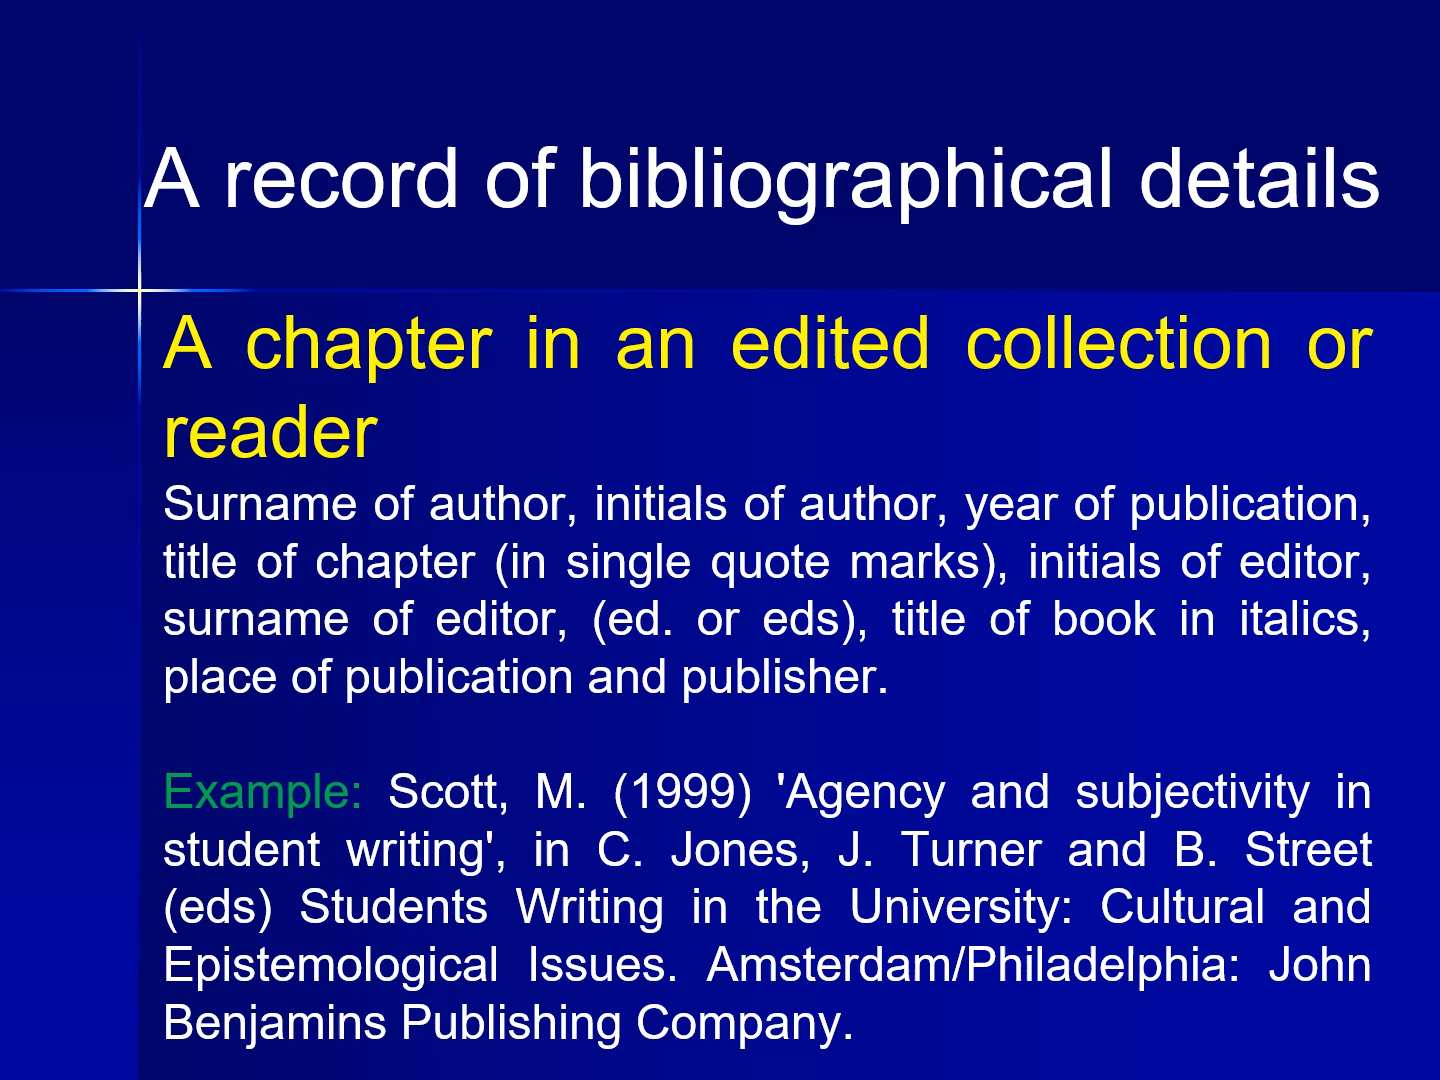 A record of bibliographical details
A chapter in an edited collection or
reader
Surname of author, initials of author, year of publication,
title of chapter (in single quote marks), initials of editor,
surname of editor, (ed. or eds), title of book in italics,
place of publication and publisher.
Example: Scott, M. (1999) 'Agency and subjectivity in
student writing', in C. Jones, J. Turner and B. Street
(eds) Students Writing in the University: Cultural and
Epistemological Issues. Amsterdam/Philadelphia: John
Benjamins Publishing Company.